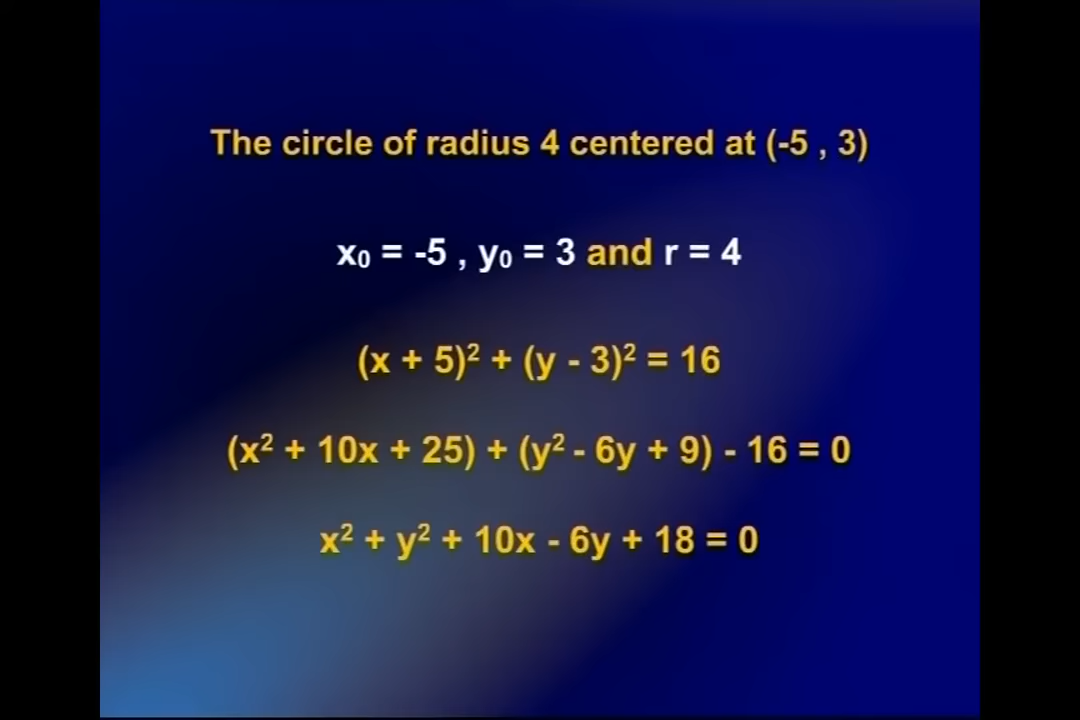 The circle of radius 4 centered at (-5 , 3)
x₀ = -5 , y₀ = 3 and r = 4
(x + 5)² + (y - 3)² = 16
(x² + 10x + 25) + (y² - 6y + 9) - 16 = 0
x² + y² + 10x - 6y + 18 = 0